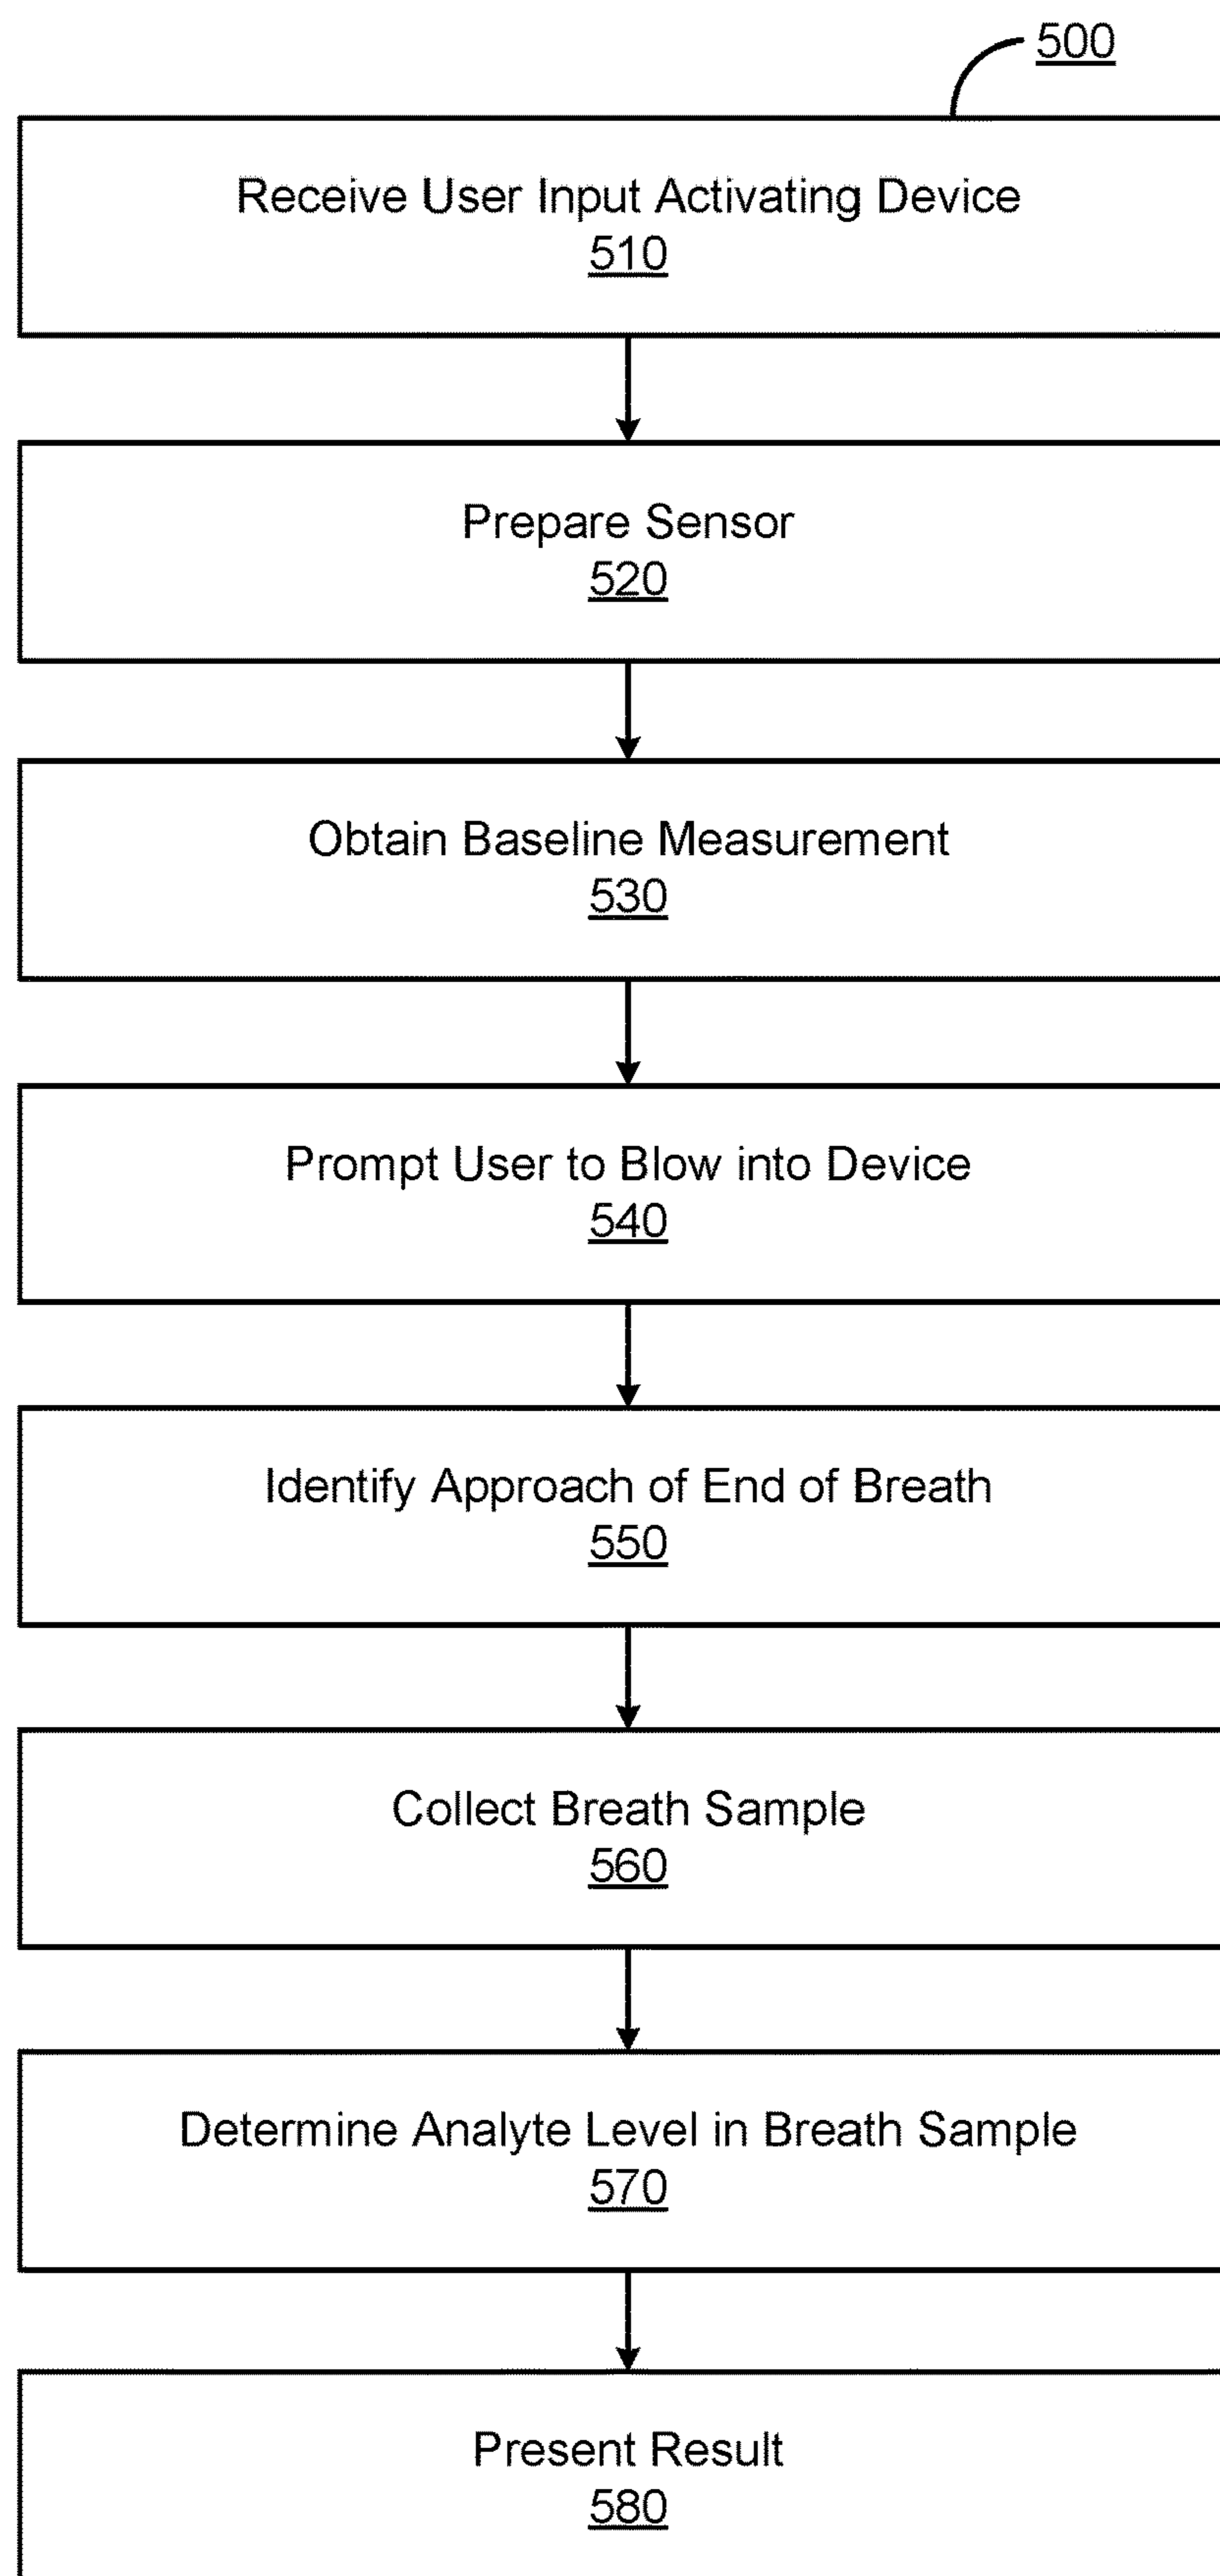 500
Receive User Input Activating Device
510
Prepare Sensor
520
Obtain Baseline Measurement
530
Prompt User to Blow into Device
540
Identify Approach of End of Breath
550
Collect Breath Sample
560
Determine Analyte Level in Breath Sample
570
Present Result
580